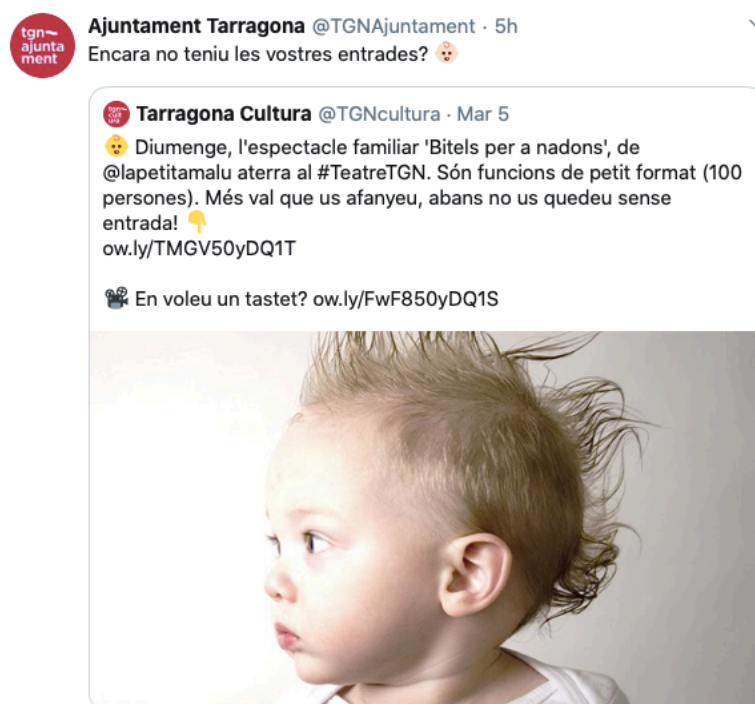 tgn~
ajunta
ment
Ajuntament Tarragona @TGNAjuntament · 5h
Encara no teniu les vostres entrades? 👶🏻
tgn~
cult
ura
Tarragona Cultura @TGNcultura · Mar 5
👶 Diumenge, l'espectacle familiar 'Bitels per a nadons', de
@lapetitamalu aterra al #TeatreTGN. Són funcions de petit format (100
persones). Més val que us afanyeu, abans no us quedeu sense
entrada! 👇
ow.ly/TMGV50yDQ1T
🎥 En voleu un tastet? ow.ly/FwF850yDQ1S